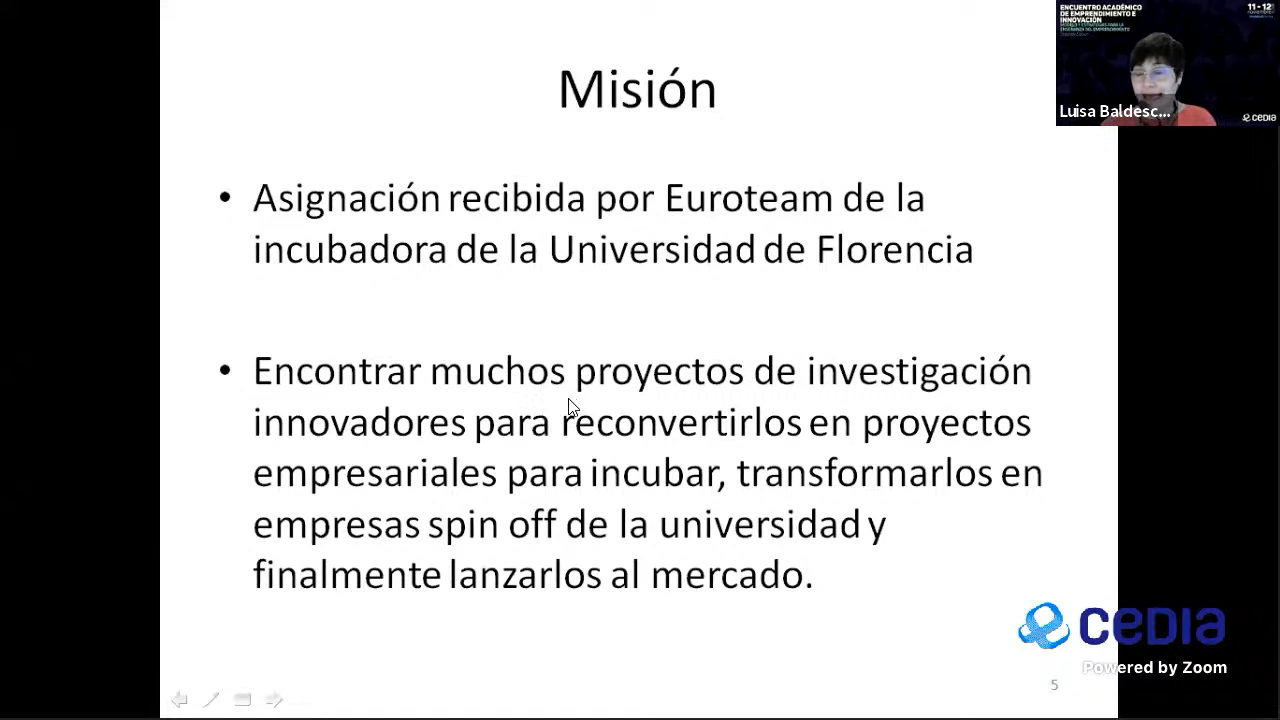 Misión
• Asignación recibida por Euroteam de la
incubadora de la Universidad de Florencia
• Encontrar muchos proyectos de investigación
innovadores para reconvertirlos en proyectos
empresariales para incubar, transformarlos en
empresas spin off de la universidad y
finalmente lanzarlos al mercado.
5
ENCUENTRO ACADÉMICO
DE EMPRENDIMIENTO E
INNOVACIÓN
11 - 12
Luisa Baldesc...
CEDIA
CEDIA
Powered by Zoom